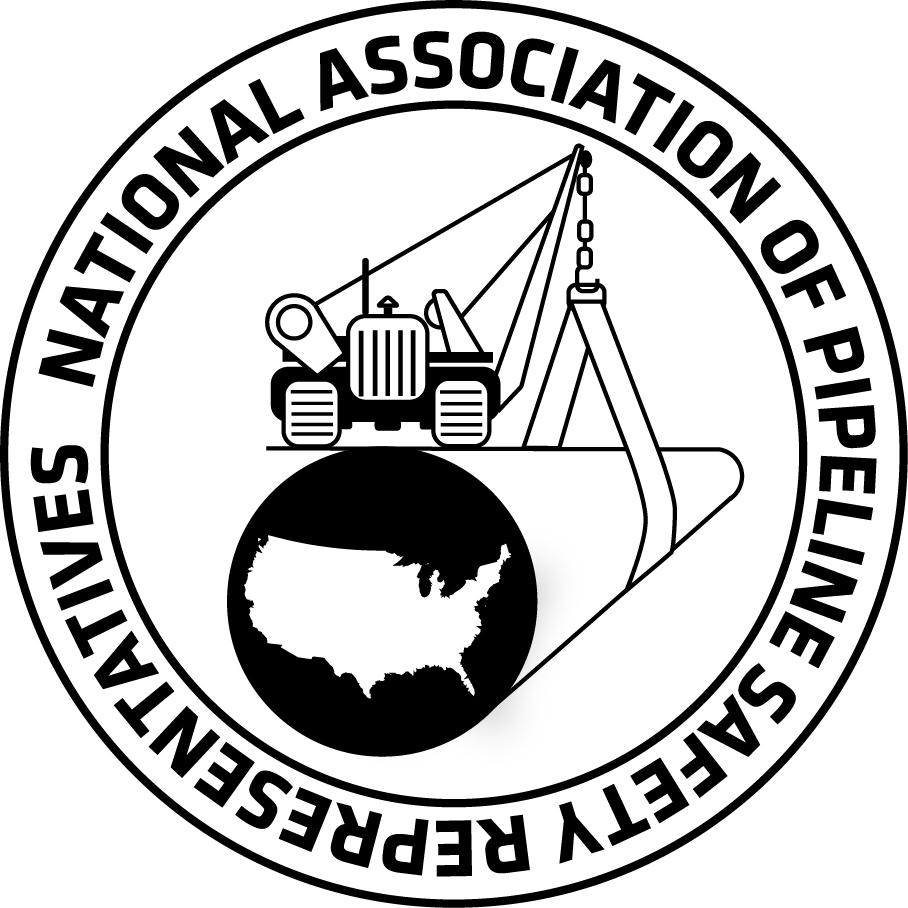 NATIONAL ASSOCIATION OF PIPELINE SAFETY REPRESENTATIVES